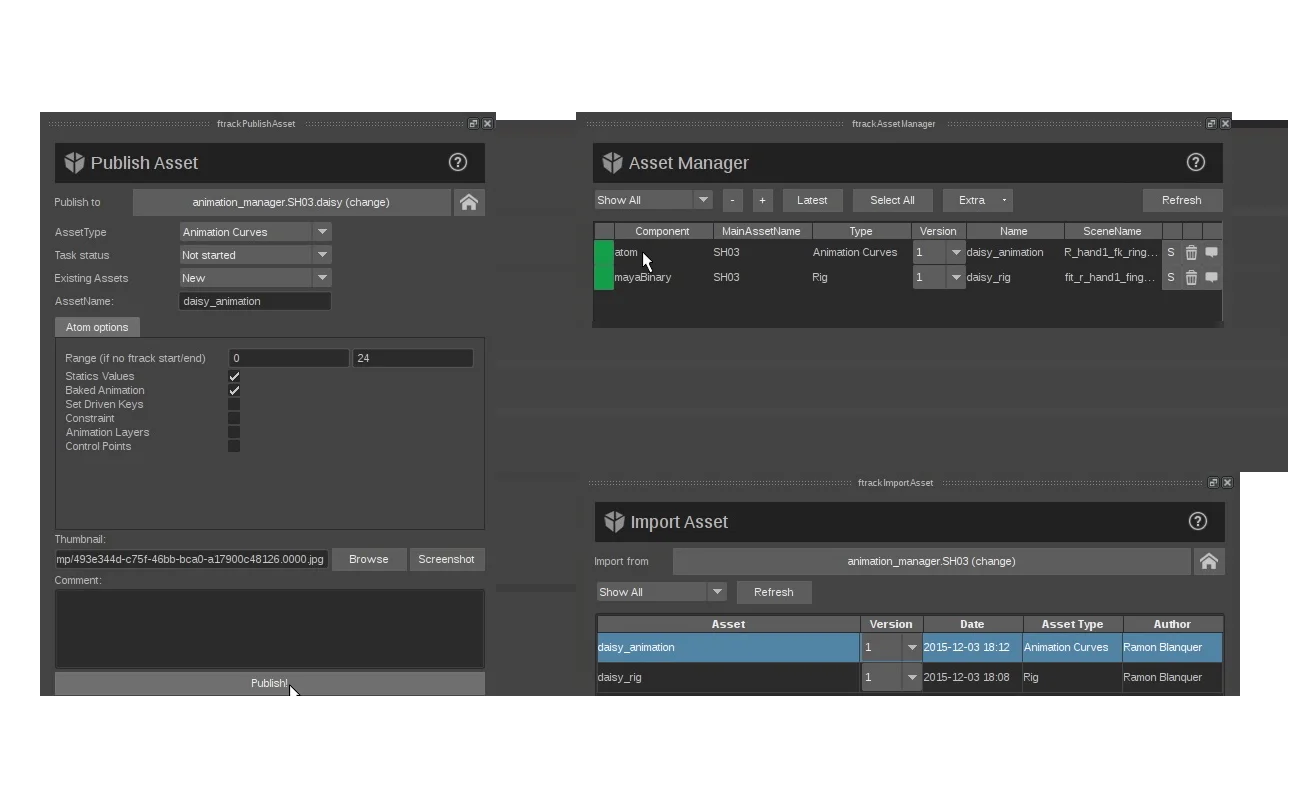 ftrackPublishAsset
Publish Asset
Publish to animation_manager.SH03.daisy (change)
AssetType Animation Curves
Task status Not started
Existing Assets New
AssetName: daisy_animation
Atom options
Range (if no ftrack start/end) 0 24
Statics Values
Baked Animation
Set Driven Keys
Constraint
Animation Layers
Control Points
Thumbnail:
mp/493e344d-c75f-46bb-bca0-a17900c48126.0000.jpg Browse Screenshot
Comment:
Publish!
ftrackAssetManager
Asset Manager
Show All - + Latest Select All Extra Refresh
Component MainAssetName Type Version Name SceneName
atom SH03 Animation Curves 1 daisy_animation R_hand1_fk_ring... S
mayaBinary SH03 Rig 1 daisy_rig fit_r_hand1_fing... S
ftrackImportAsset
Import Asset
Import from animation_manager.SH03 (change)
Show All Refresh
Asset Version Date Asset Type Author
daisy_animation 1 2015-12-03 18:12 Animation Curves Ramon Blanquer
daisy_rig 1 2015-12-03 18:08 Rig Ramon Blanquer